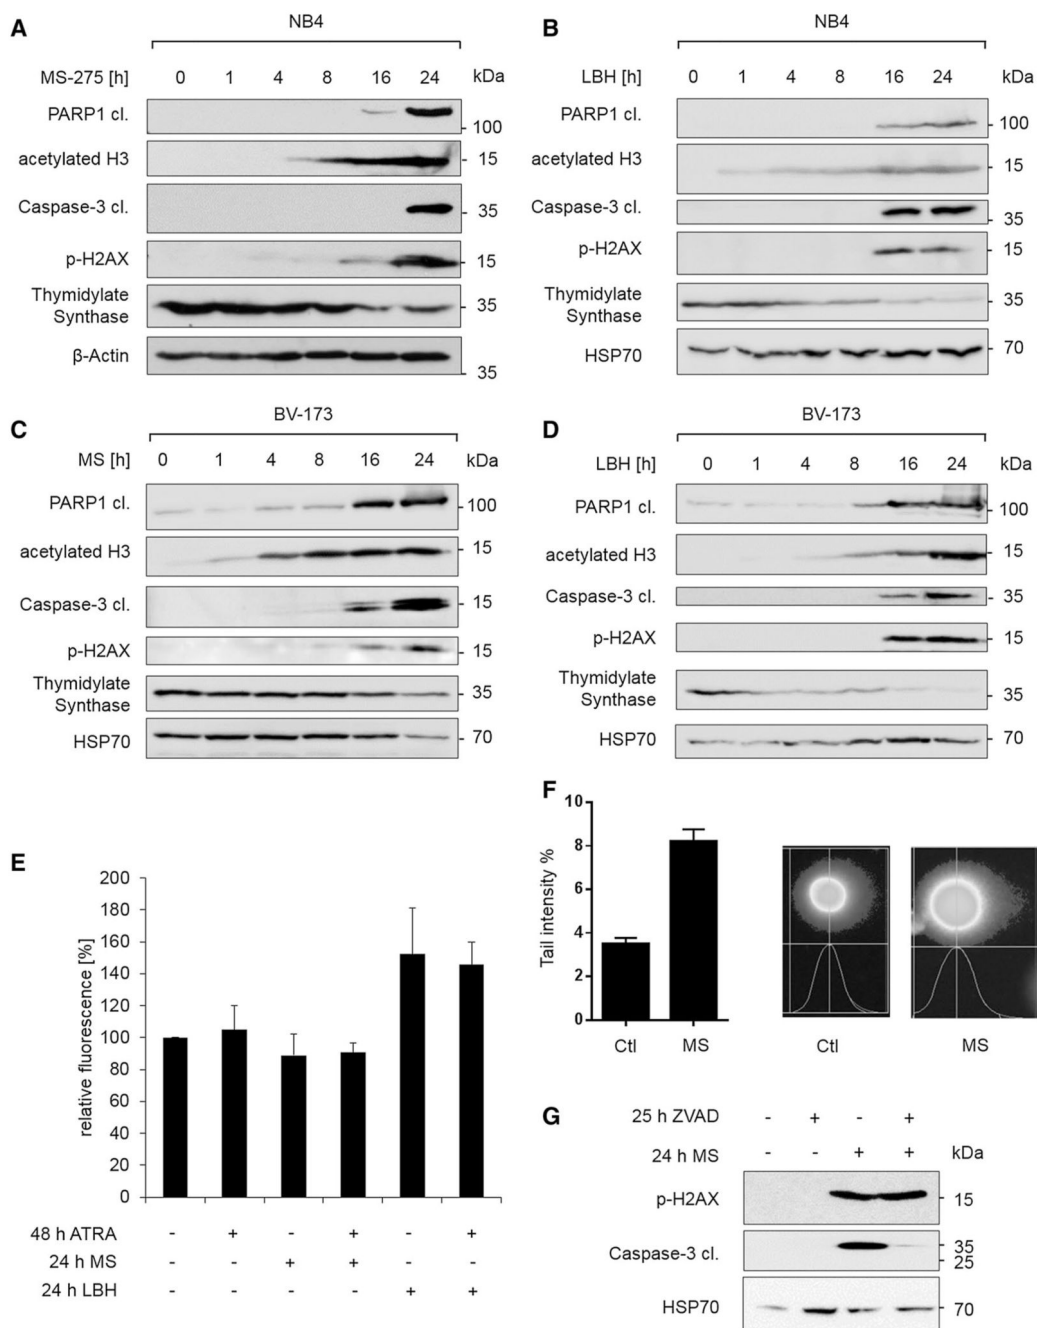 A
NB4
MS-275 [h] 0 1 4 8 16 24 kDa
PARP1 cl. 100
acetylated H3 15
Caspase-3 cl. 35
p-H2AX 15
Thymidylate
Synthase 35
β-Actin
35
B
NB4
LBH [h] 0 1 4 8 16 24 kDa
PARP1 cl. 100
acetylated H3 15
Caspase-3 cl. 35
p-H2AX 15
Thymidylate
Synthase 35
HSP70 70
C
BV-173
MS [h] 0 1 4 8 16 24 kDa
PARP1 cl. 100
acetylated H3 15
Caspase-3 cl. 15
p-H2AX 15
Thymidylate
Synthase 35
HSP70 70
D
BV-173
LBH [h] 0 1 4 8 16 24 kDa
PARP1 cl. 100
acetylated H3 15
Caspase-3 cl. 35
p-H2AX 15
Thymidylate
Synthase 35
HSP70 70
E
relative fluorescence [%]
200
180
160
140
120
100
80
60
40
20
0
48 h ATRA - + - + - +
24 h MS - - + + - -
24 h LBH - - - - + +
F
Tail intensity %
10
8
6
4
2
0
Ctl MS
Ctl MS
G
25 h ZVAD - + - +
24 h MS - - + + kDa
p-H2AX 15
Caspase-3 cl. 35
25
HSP70 70